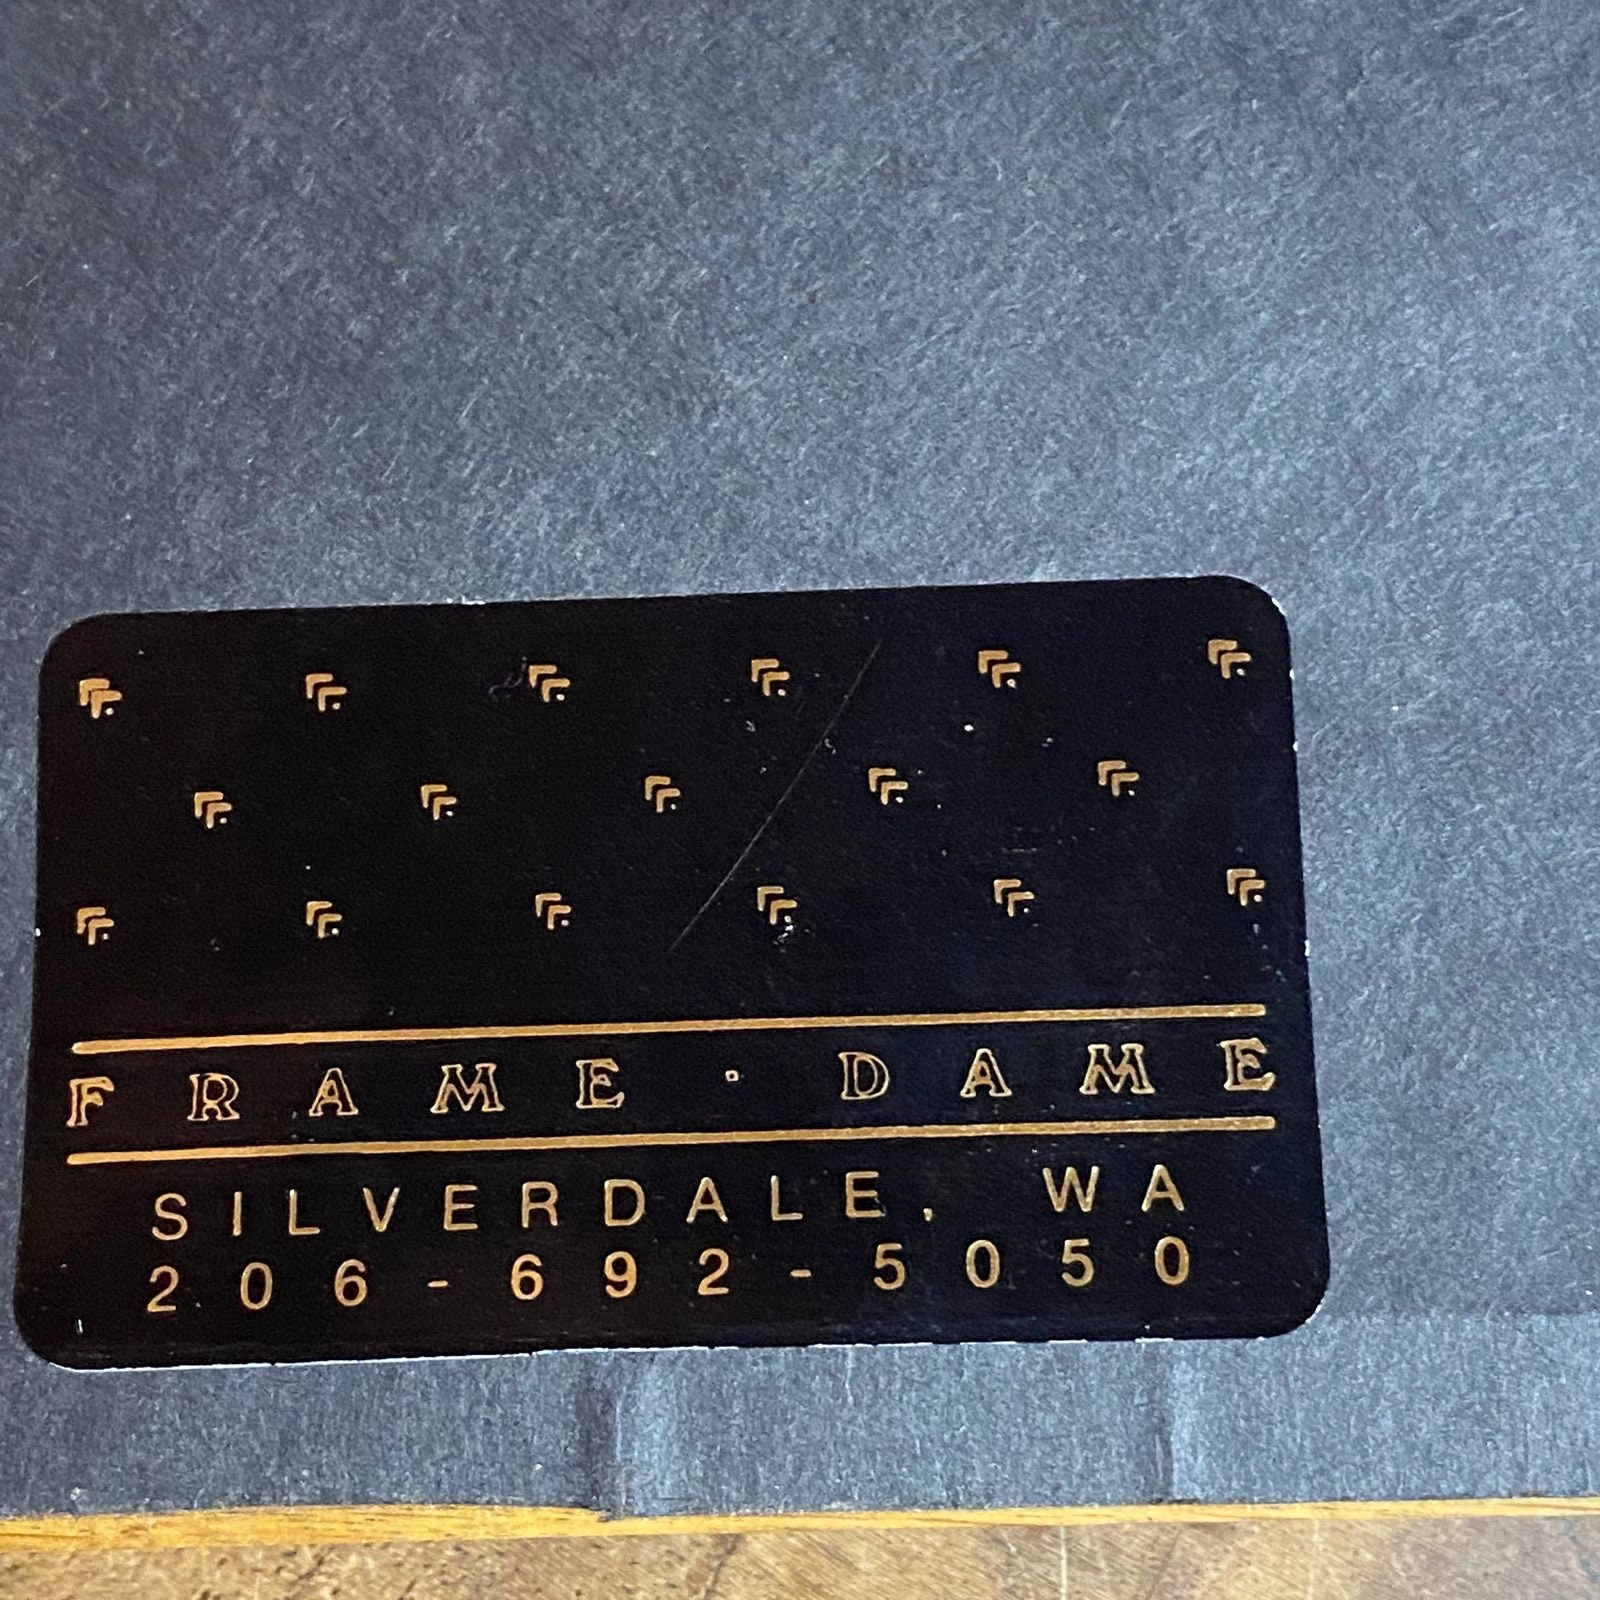 FRAME · DAME
SILVERDALE, WA
206-692-5050